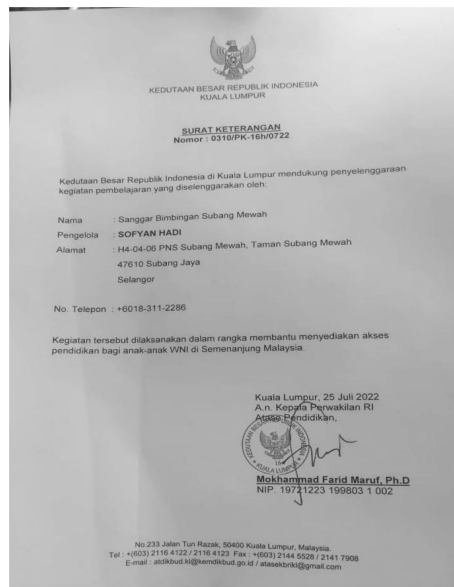 KEDUTAAN BESAR REPUBLIK INDONESIA
KUALA LUMPUR
SURAT KETERANGAN
Nomor : 0310/PK-16h/0722
Kedutaan Besar Republik Indonesia di Kuala Lumpur mendukung penyelenggaraan
kegiatan pembelajaran yang diselenggarakan oleh:
Nama : Sanggar Bimbingan Subang Mewah
Pengelola : SOFYAN HADI
Alamat : H4-04-06 PNS Subang Mewah, Taman Subang Mewah
47610 Subang Jaya
Selangor
No. Telepon : +6018-311-2286
Kegiatan tersebut dilaksanakan dalam rangka membantu menyediakan akses
pendidikan bagi anak-anak WNI di Semenanjung Malaysia.
Kuala Lumpur, 25 Juli 2022
A.n. Kepala Perwakilan RI
Atase Pendidikan,
KUALA LUMPUR
Mokhammad Farid Maruf, Ph.D
NIP. 19721223 199803 1 002
No.233 Jalan Tun Razak, 50400 Kuala Lumpur, Malaysia.
Tel : +(603) 2116 4122 / 2116 4123 Fax : +(603) 2144 5528 / 2141 7908
E-mail : atdikbud.kl@kemdikbud.go.id / atasekbrikl@gmail.com